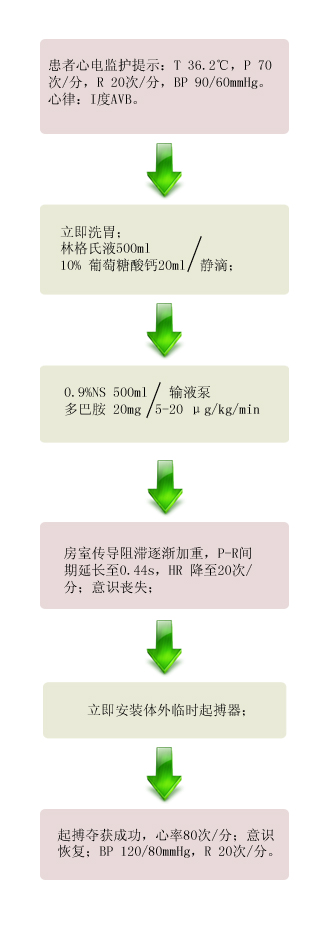 患者心电监护提示：T 36.2℃，P 70
次/分，R 20次/分，BP 90/60mmHg。
心律：I度AVB。
立即洗胃；
林格氏液500ml
10% 葡萄糖酸钙20ml/静滴；
0.9%NS 500ml/ 输液泵
多巴胺 20mg /5-20 μg/kg/min
房室传导阻滞逐渐加重，P-R间
期延长至0.44s，HR 降至20次/
分；意识丧失；
立即安装体外临时起搏器；
起搏夺获成功，心率80次/分；意识
恢复；BP 120/80mmHg，R 20次/分。